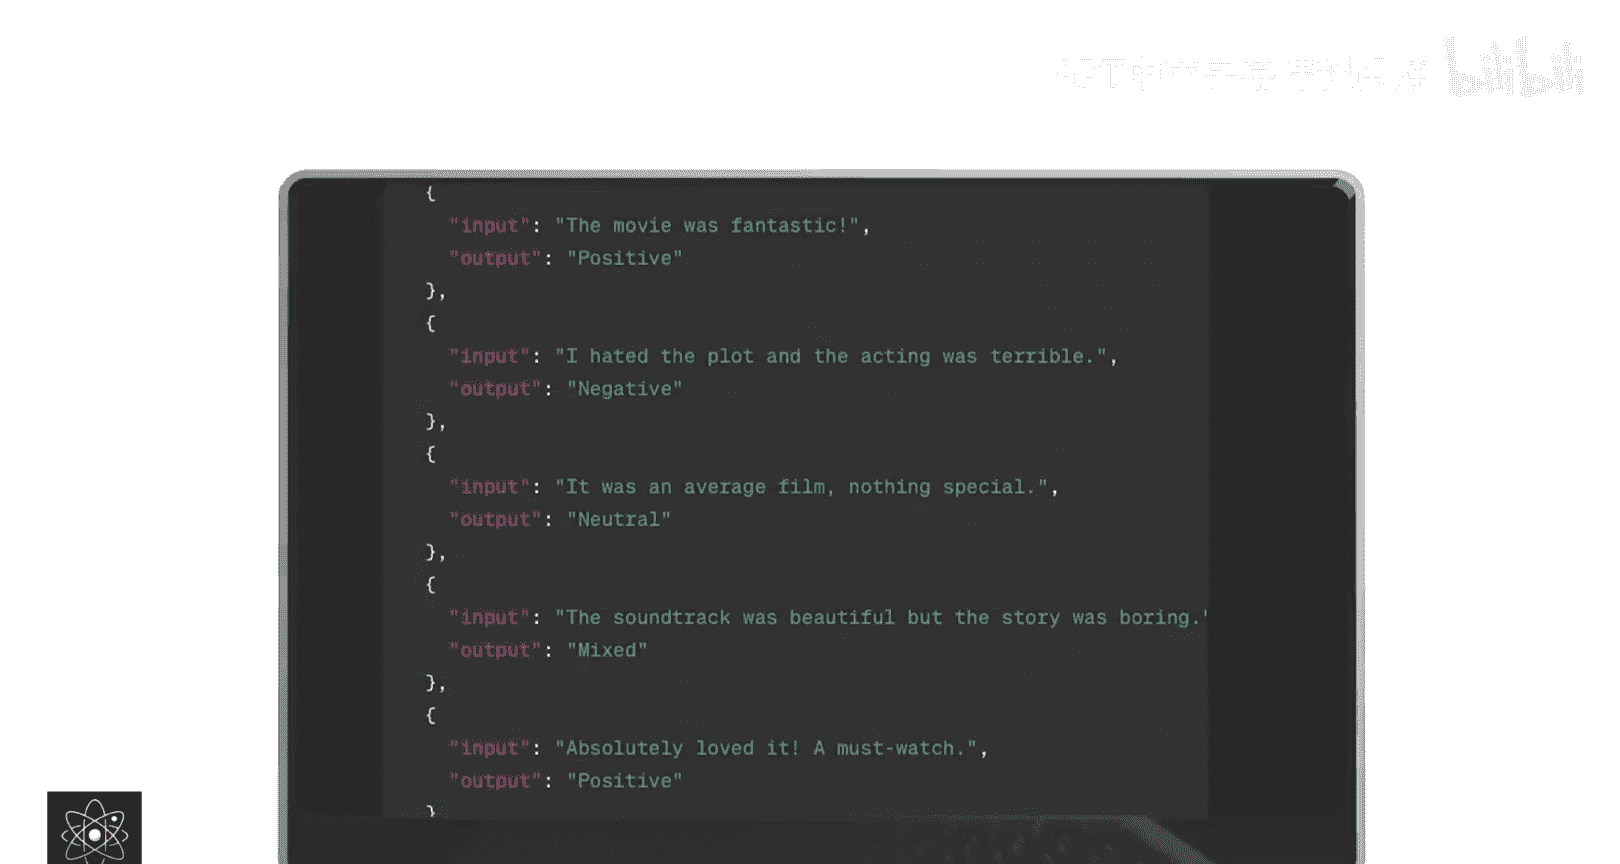 bilibili
{
"input": "The movie was fantastic!",
"output": "Positive"
},
{
"input": "I hated the plot and the acting was terrible.",
"output": "Negative"
},
{
"input": "It was an average film, nothing special.",
"output": "Neutral"
},
{
"input": "The soundtrack was beautiful but the story was boring.'
"output": "Mixed"
},
{
"input": "Absolutely loved it! A must-watch.",
"output": "Positive"
}